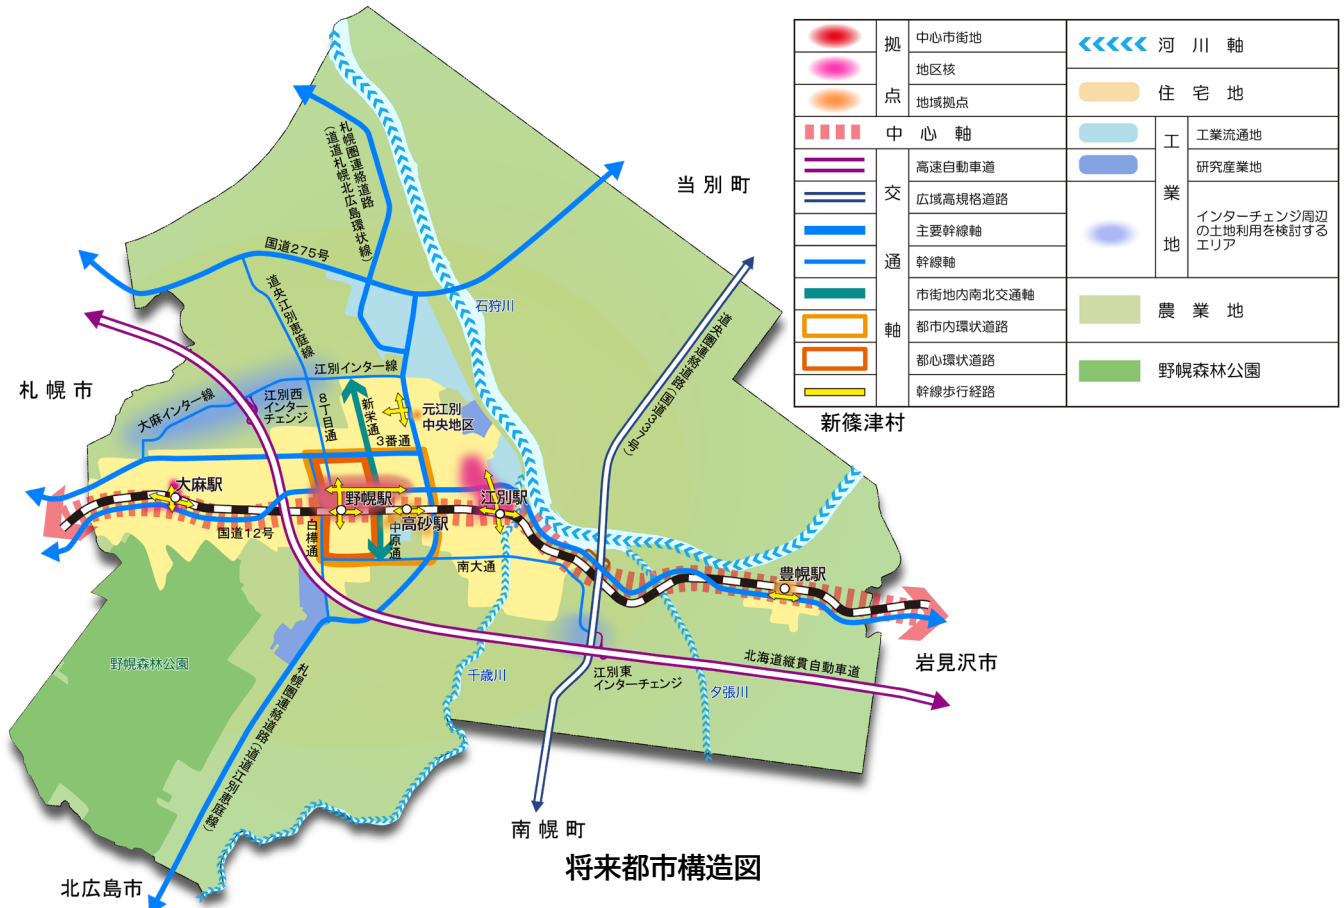 拠点
中心市街地
地区核
地域拠点
中心軸
交通軸
高速自動車道
広域高規格道路
主要幹線軸
幹線軸
市街地内南北交通軸
都市内環状道路
都心環状道路
幹線歩行経路
河川軸
住宅地
工業地
工業流通地
研究産業地
インターチェンジ周辺
の土地利用を検討する
エリア
農業地
野幌森林公園
札幌圏連絡道路
(道道札幌北広島環状線)
当別町
国道275号
道央江別恵庭線
石狩川
道央圏連絡道路(国道337号)
札幌市
江別インター線
大麻インター線
江別西
インター
チェンジ
8丁目通
新栄通
元江別
中央地区
3番通
新篠津村
大麻駅
野幌駅
江別駅
高砂駅
国道12号
白樺通
中原通
南大通
豊幌駅
岩見沢市
野幌森林公園
千歳川
江別東
インターチェンジ
北海道縦貫自動車道
夕張川
札幌圏連絡道路(道道江別恵庭線)
南幌町
北広島市
将来都市構造図